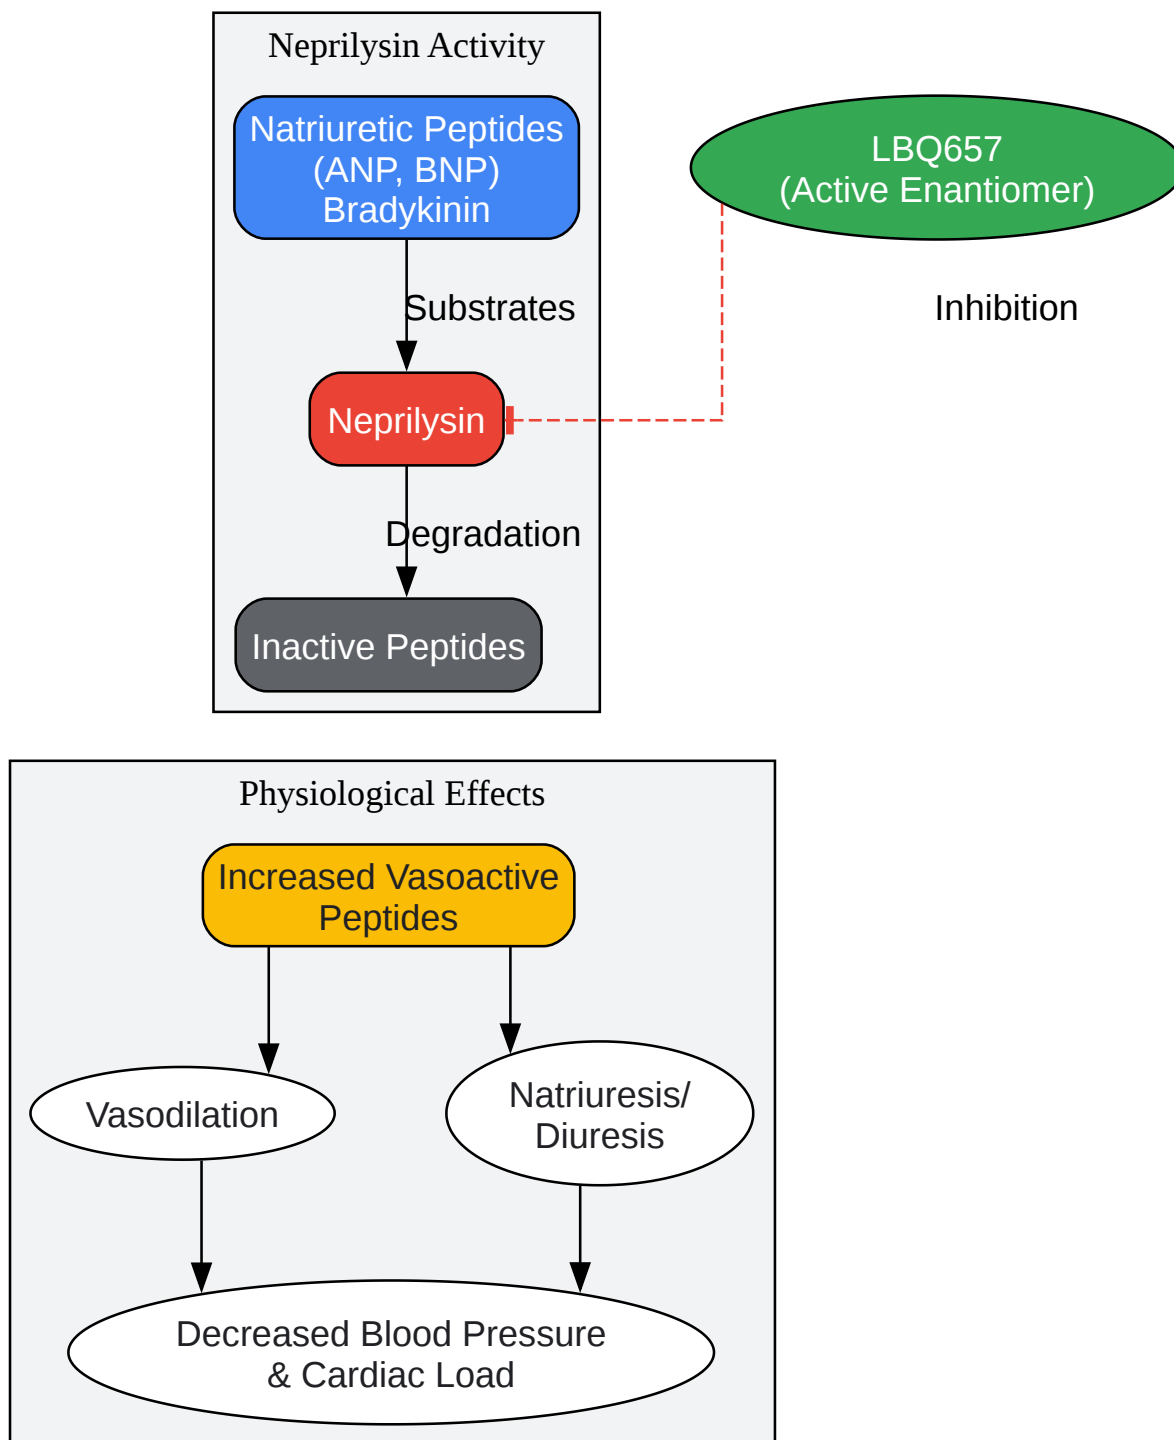 Neprilysin Activity
Natriuretic Peptides
(ANP, BNP)
Bradykinin
LBQ657
(Active Enantiomer)
Substrates
Inhibition
Neprilysin
Degradation
Inactive Peptides
Physiological Effects
Increased Vasoactive
Peptides
Vasodilation
Natriuresis/
Diuresis
Decreased Blood Pressure
& Cardiac Load